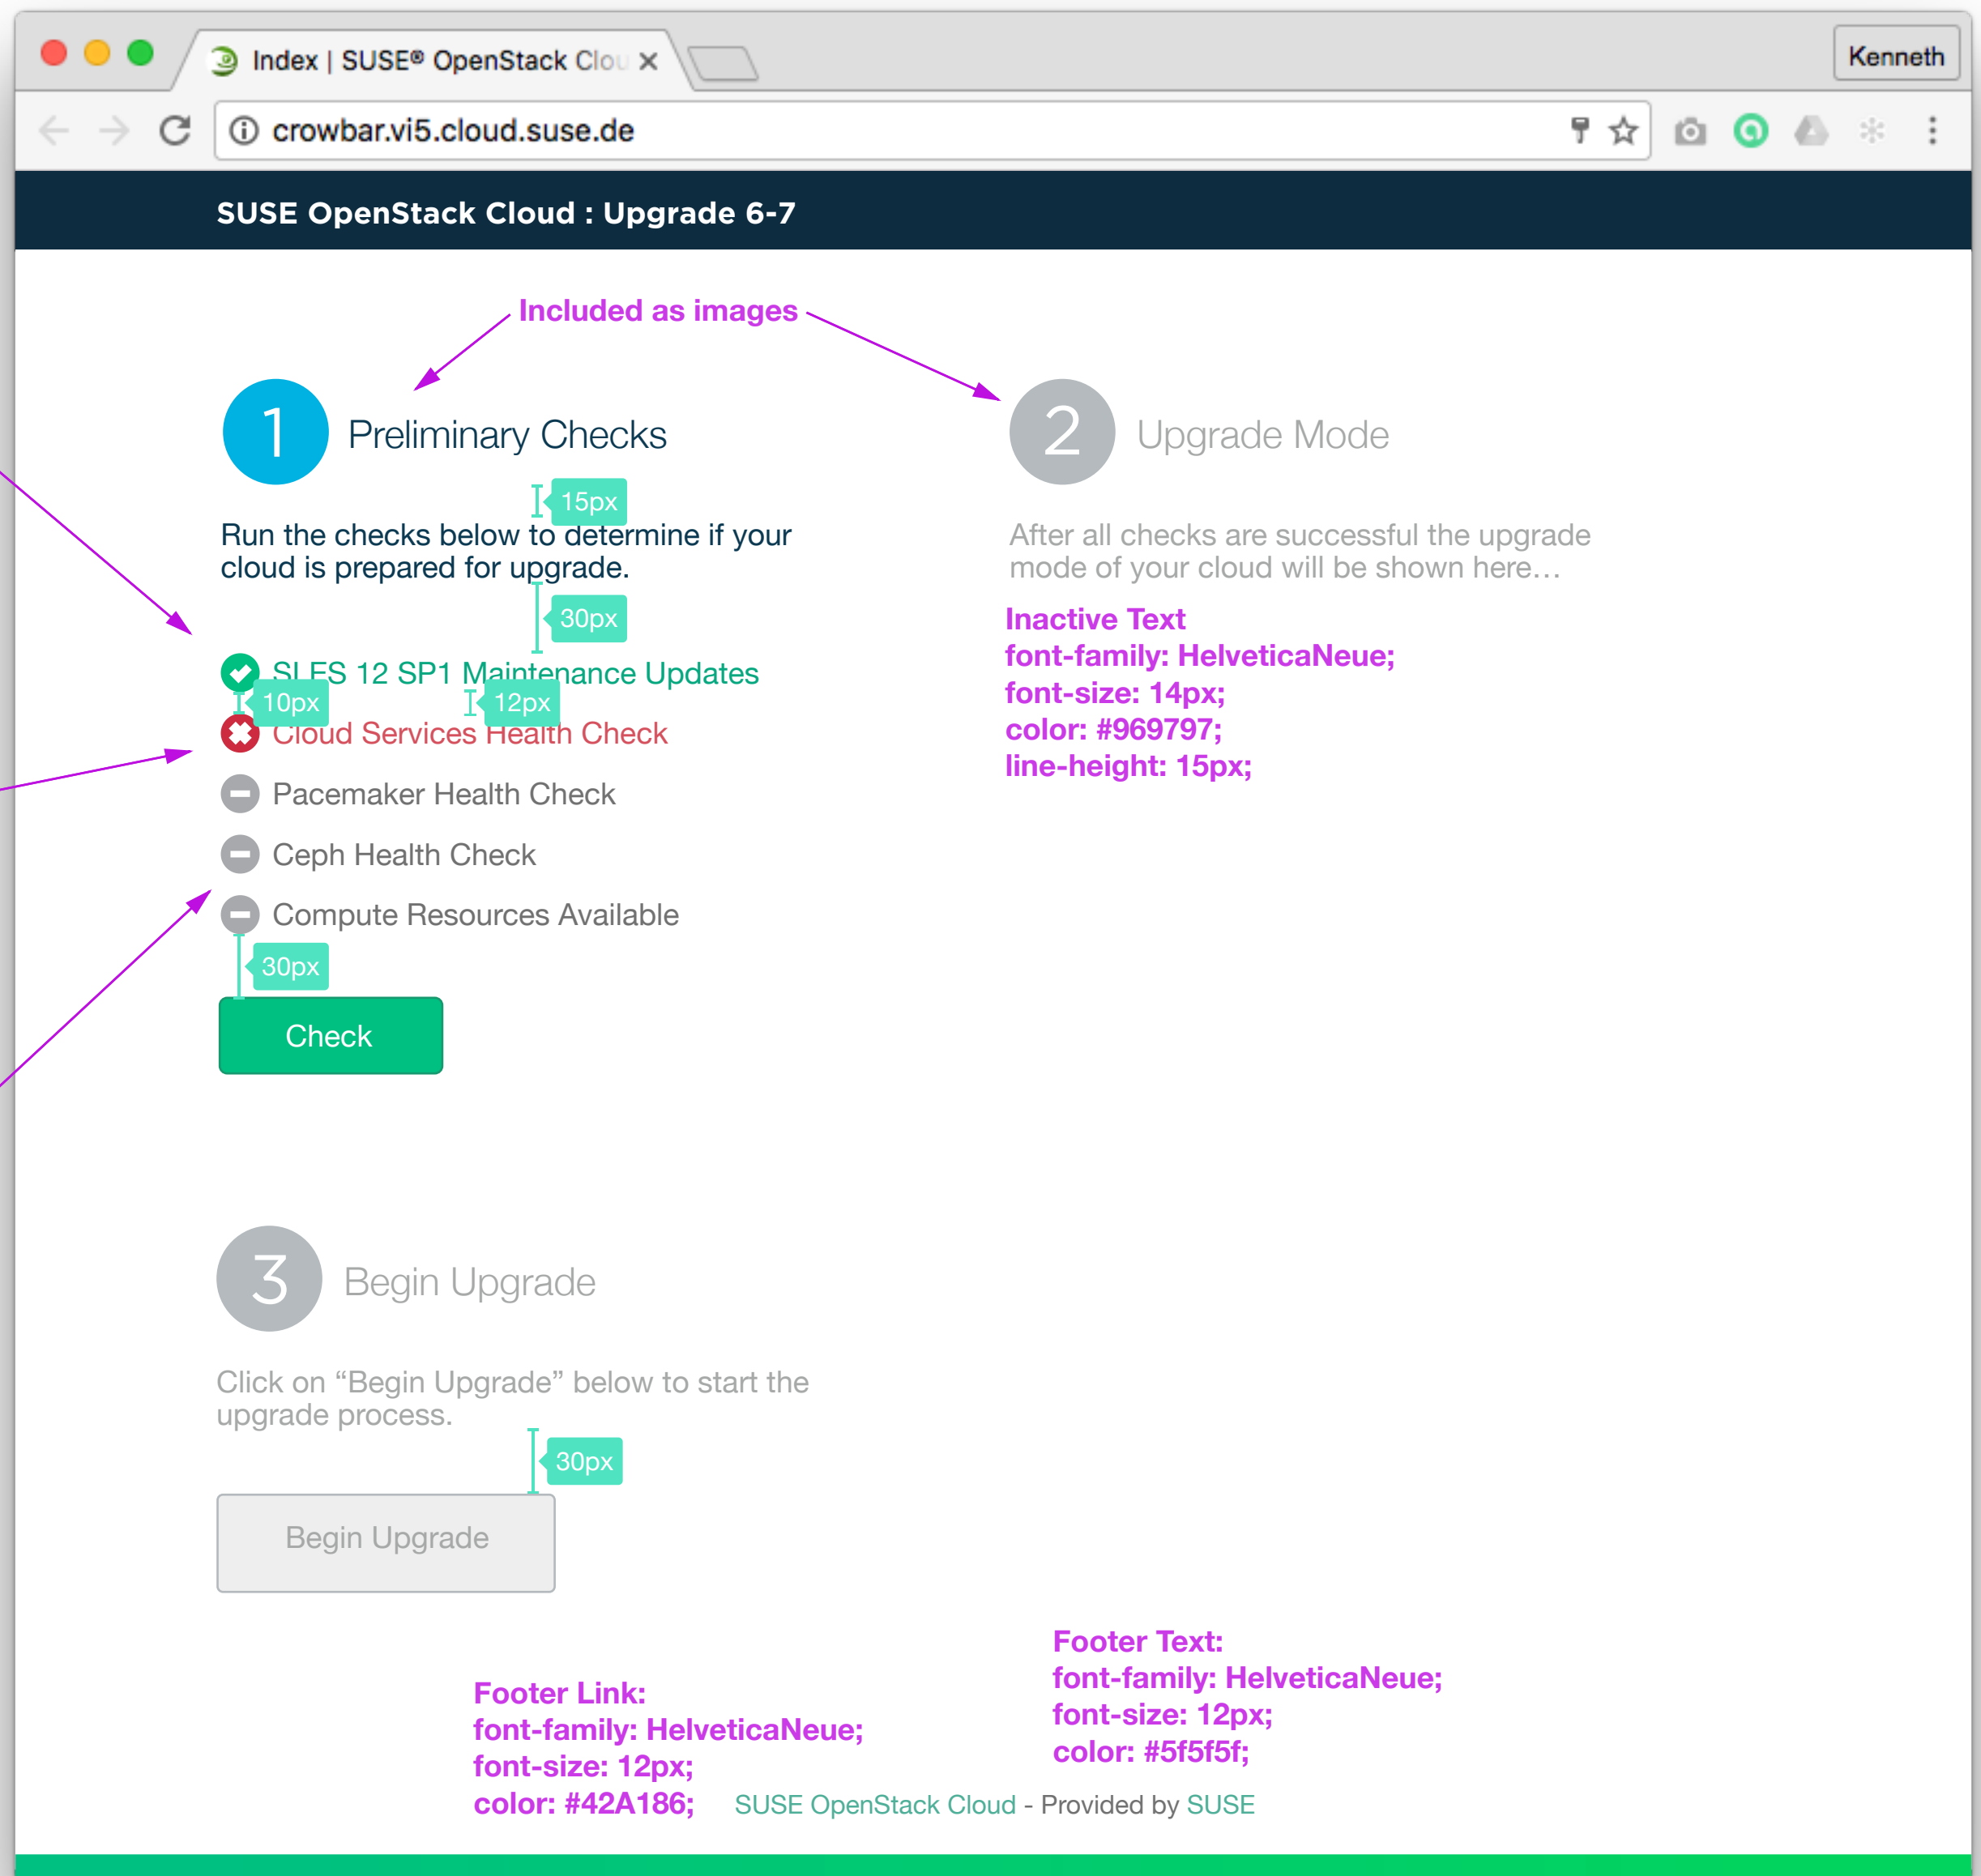 Index | SUSE® OpenStack Clou
Kenneth
crowbar.vi5.cloud.suse.de
SUSE OpenStack Cloud : Upgrade 6-7
Included as images
1
Preliminary Checks
15px
Run the checks below to determine if your
cloud is prepared for upgrade.
30px
SLES 12 SP1 Maintenance Updates
10px
12px
Cloud Services Health Check
Pacemaker Health Check
Ceph Health Check
Compute Resources Available
30px
Check
2
Upgrade Mode
After all checks are successful the upgrade
mode of your cloud will be shown here…
Inactive Text
font-family: HelveticaNeue;
font-size: 14px;
color: #969797;
line-height: 15px;
3
Begin Upgrade
Click on “Begin Upgrade” below to start the
upgrade process.
30px
Begin Upgrade
Footer Link:
font-family: HelveticaNeue;
font-size: 12px;
color: #42A186;
Footer Text:
font-family: HelveticaNeue;
font-size: 12px;
color: #5f5f5f;
SUSE OpenStack Cloud - Provided by SUSE